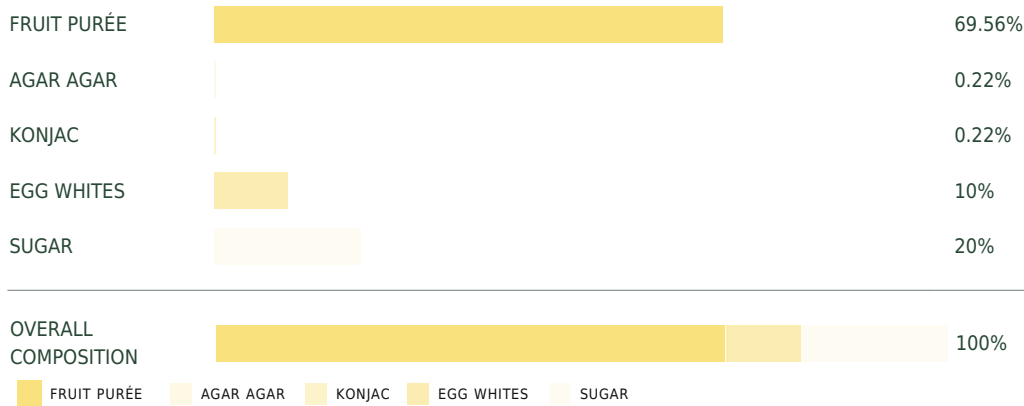 FRUIT PURÉE 69.56%
AGAR AGAR 0.22%
KONJAC 0.22%
EGG WHITES 10%
SUGAR 20%
OVERALL
COMPOSITION 100%
FRUIT PURÉE AGAR AGAR KONJAC EGG WHITES SUGAR